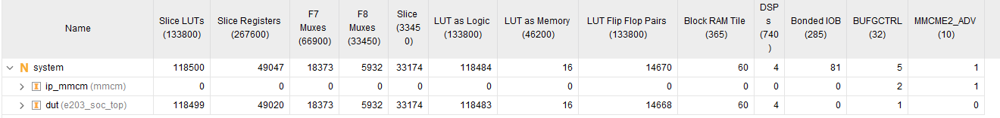 Name Slice LUTs (133800) Slice Registers (267600) F7 Muxes (66900) F8 Muxes (33450) Slice (33450) LUT as Logic (133800) LUT as Memory (46200) LUT Flip Flop Pairs (133800) Block RAM Tile (365) DSPs (740) Bonded IOB (285) BUFGCTRL (32) MMCME2_ADV (10)
N system 118500 49047 18373 5932 33174 118484 16 14670 60 4 81 5 1
I ip_mmcm (mmcm) 0 0 0 0 0 0 0 0 0 0 0 2 1
I dut (e203_soc_top) 118499 49020 18373 5932 33174 118483 16 14668 60 4 0 1 0